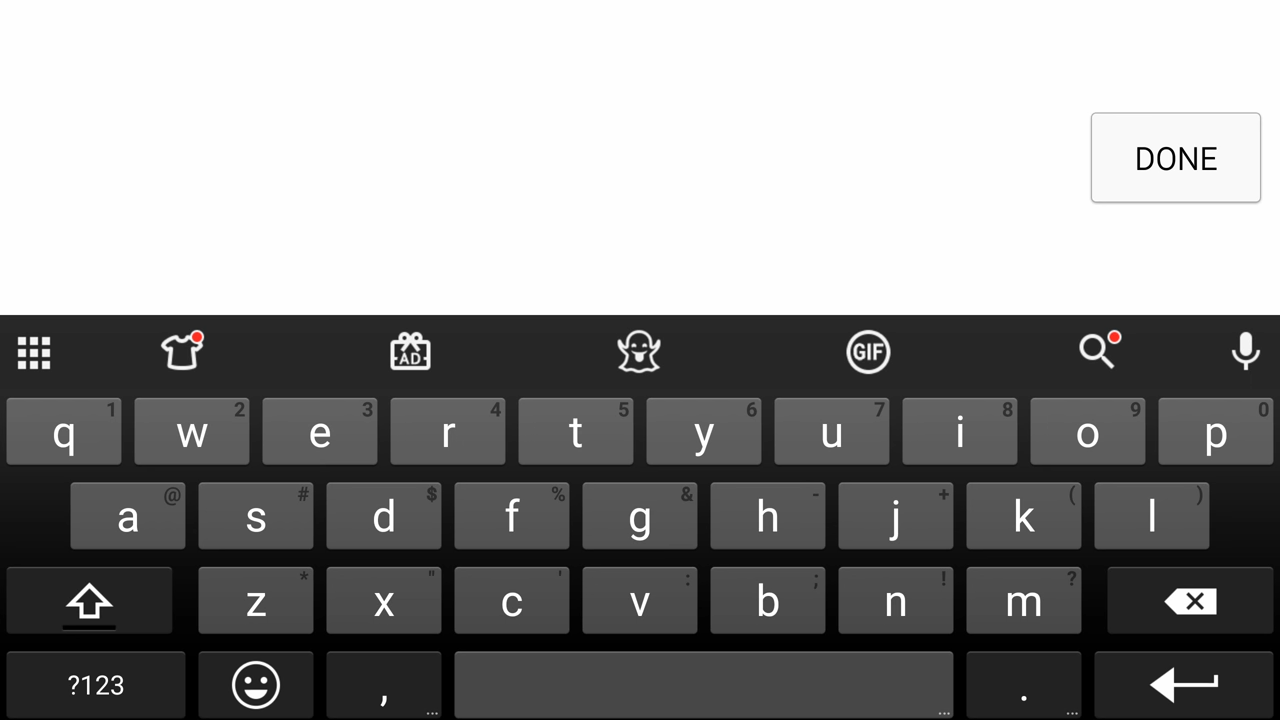 DONE
AD GIF
1 2 3 4 5 6 7 8 9 0
q w e r t y u i o p
@ # $ % & - + ( )
a s d f g h j k l
* " ' : ; ! ?
z x c v b n m
?123 , ... ... . ...